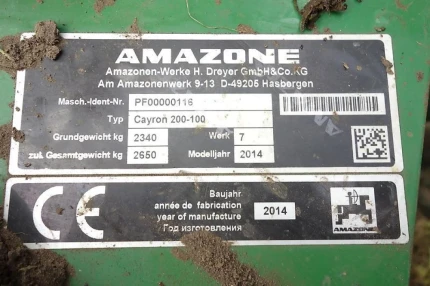 AMAZONE
Amazonen-Werke H. Dreyer GmbH&Co.KG
Am Amazonenwerk 9-13 D-49205 Hasbergen
Masch.-Ident-Nr. PF00000116
Typ Cayron 200-100
Grundgewicht kg 2340 Werk 7
zul. Gesamtgewicht kg 2650 Modelljahr 2014
CE
Baujahr
année de fabrication
year of manufacture
Год изготовления
2014
AMAZONE